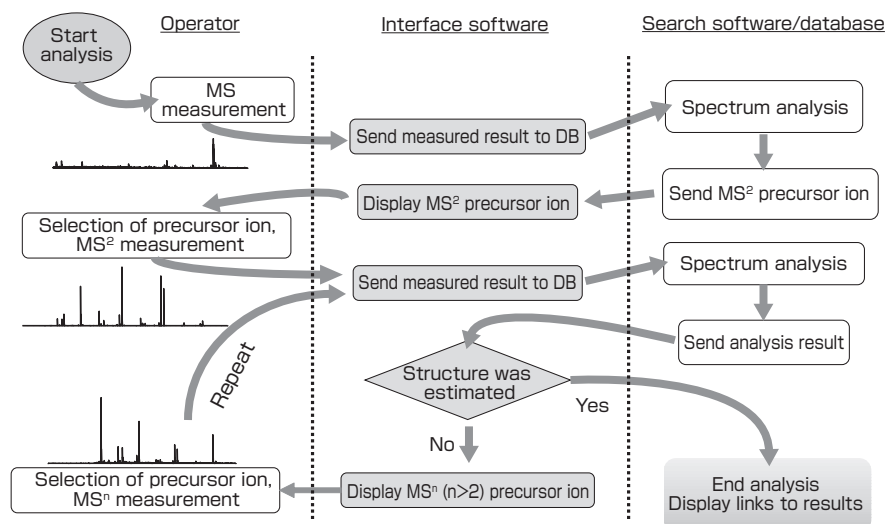 Operator
Interface software
Search software/database
Start
analysis
MS
measurement
Send measured result to DB
Spectrum analysis
Send MS² precursor ion
Display MS² precursor ion
Selection of precursor ion,
MS² measurement
Send measured result to DB
Spectrum analysis
Send analysis result
Structure was
estimated
Yes
No
Repeat
Display MSⁿ (n>2) precursor ion
Selection of precursor ion,
MSⁿ measurement
End analysis
Display links to results